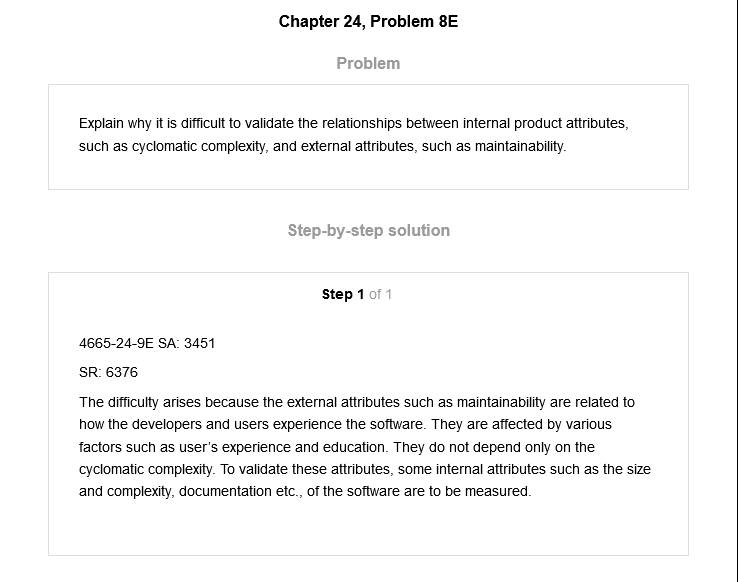 Chapter 24, Problem 8E
Problem
Explain why it is difficult to validate the relationships between internal product attributes,
such as cyclomatic complexity, and external attributes, such as maintainability.
Step-by-step solution
Step 1 of 1
4665-24-9E SA: 3451
SR: 6376
The difficulty arises because the external attributes such as maintainability are related to
how the developers and users experience the software. They are affected by various
factors such as user’s experience and education. They do not depend only on the
cyclomatic complexity. To validate these attributes, some internal attributes such as the size
and complexity, documentation etc., of the software are to be measured.